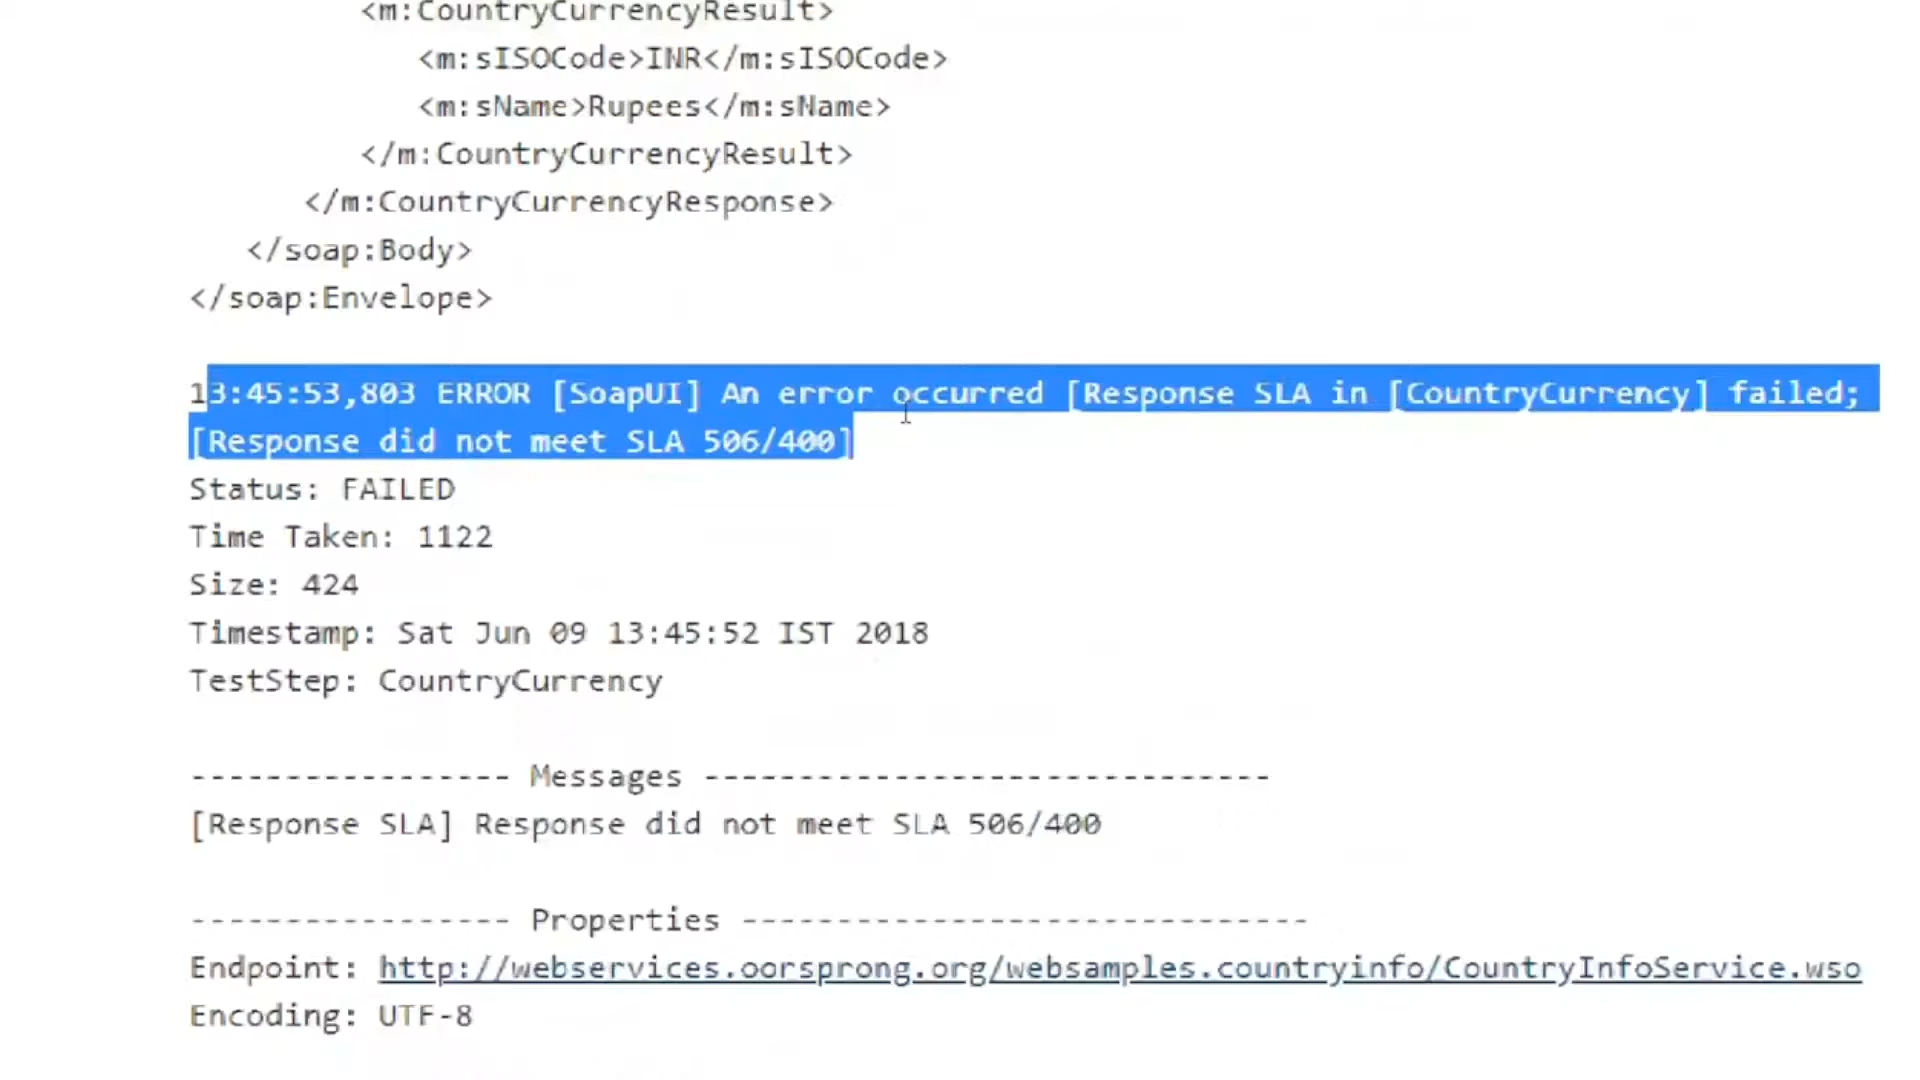 <m:CountryCurrencyResult>
<m:sISOCode>INR</m:sISOCode>
<m:sName>Rupees</m:sName>
</m:CountryCurrencyResult>
</m:CountryCurrencyResponse>
</soap:Body>
</soap:Envelope>
13:45:53,803 ERROR [SoapUI] An error occurred [Response SLA in [CountryCurrency] failed;
[Response did not meet SLA 506/400]
Status: FAILED
Time Taken: 1122
Size: 424
Timestamp: Sat Jun 09 13:45:52 IST 2018
TestStep: CountryCurrency
----------------- Messages ------------------------------
[Response SLA] Response did not meet SLA 506/400
----------------- Properties ------------------------------
Endpoint: http://webservices.oorsprong.org/websamples.countryinfo/CountryInfoService.wso
Encoding: UTF-8